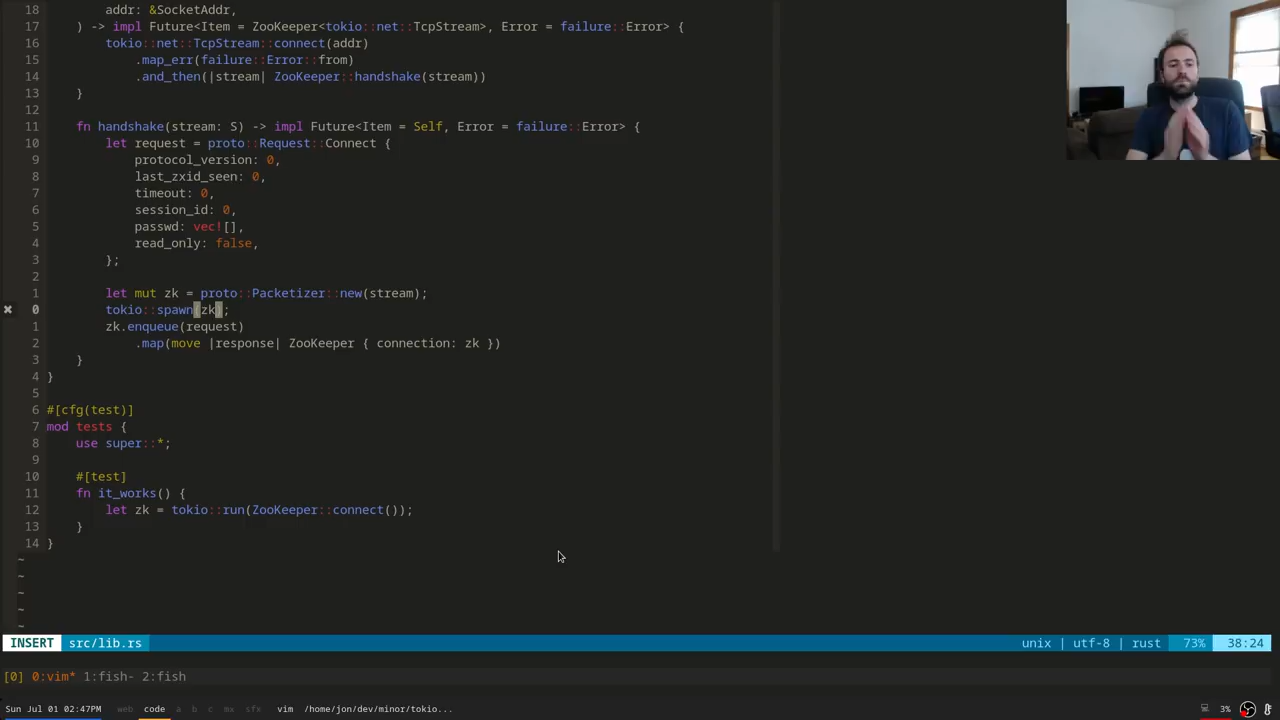 18         addr: &SocketAddr,
17     ) -> impl Future<Item = ZooKeeper<tokio::net::TcpStream>, Error = failure::Error> {
16         tokio::net::TcpStream::connect(addr)
15             .map_err(failure::Error::from)
14             .and_then(|stream| ZooKeeper::handshake(stream))
13     }
12
11     fn handshake(stream: S) -> impl Future<Item = Self, Error = failure::Error> {
10         let request = proto::Request::Connect {
9             protocol_version: 0,
8             last_zxid_seen: 0,
7             timeout: 0,
6             session_id: 0,
5             passwd: vec![],
4             read_only: false,
3         };
2
1         let mut zk = proto::Packetizer::new(stream);
✖ 0         tokio::spawn(zk);
1         zk.enqueue(request)
2             .map(move |response| ZooKeeper { connection: zk })
3     }
4 }
5
6 #[cfg(test)]
7 mod tests {
8     use super::*;
9
10     #[test]
11     fn it_works() {
12         let zk = tokio::run(ZooKeeper::connect());
13     }
14 }
~
~
~
~
~
INSERT src/lib.rs unix | utf-8 | rust 73% 38:24
[0] 0:vim* 1:fish- 2:fish
Sun Jul 01 02:47PM web code a b c mx sfx vim /home/jon/dev/minor/tokio... 3%